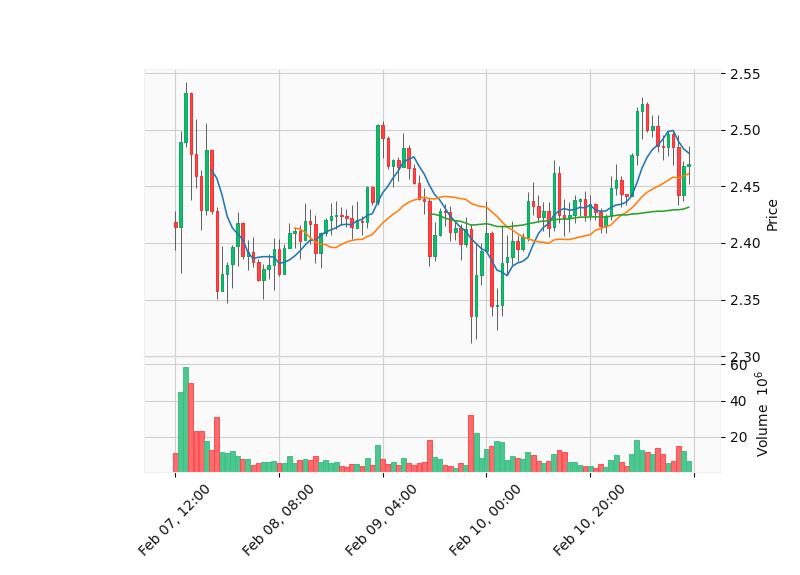 2.55
2.50
2.45
2.40
2.35
2.30
Price
60
40
20
Volume 10^6
Feb 07, 12:00
Feb 08, 08:00
Feb 09, 04:00
Feb 10, 00:00
Feb 10, 20:00